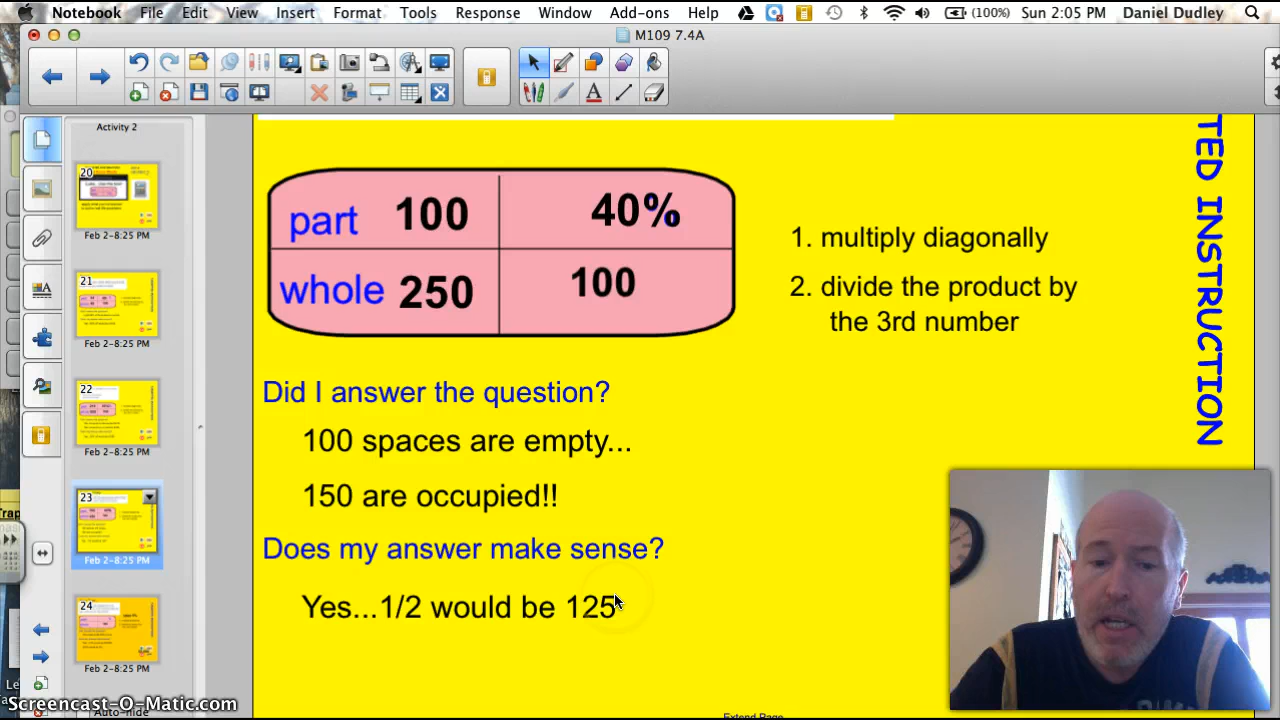 Notebook File Edit View Insert Format Tools Response Window Add-ons Help (100%) Sun 2:05 PM Daniel Dudley
M109 7.4A
Activity 2
20
Feb 2-8:25 PM
21
Feb 2-8:25 PM
22
Feb 2-8:25 PM
23
Feb 2-8:25 PM
24
Feb 2-8:25 PM
part 100 40%
whole 250 100
1. multiply diagonally
2. divide the product by
the 3rd number
TED INSTRUCTION
Did I answer the question?
100 spaces are empty...
150 are occupied!!
Does my answer make sense?
Yes...1/2 would be 125
Extend Page
Screencast-O-Matic.com
Auto-hide